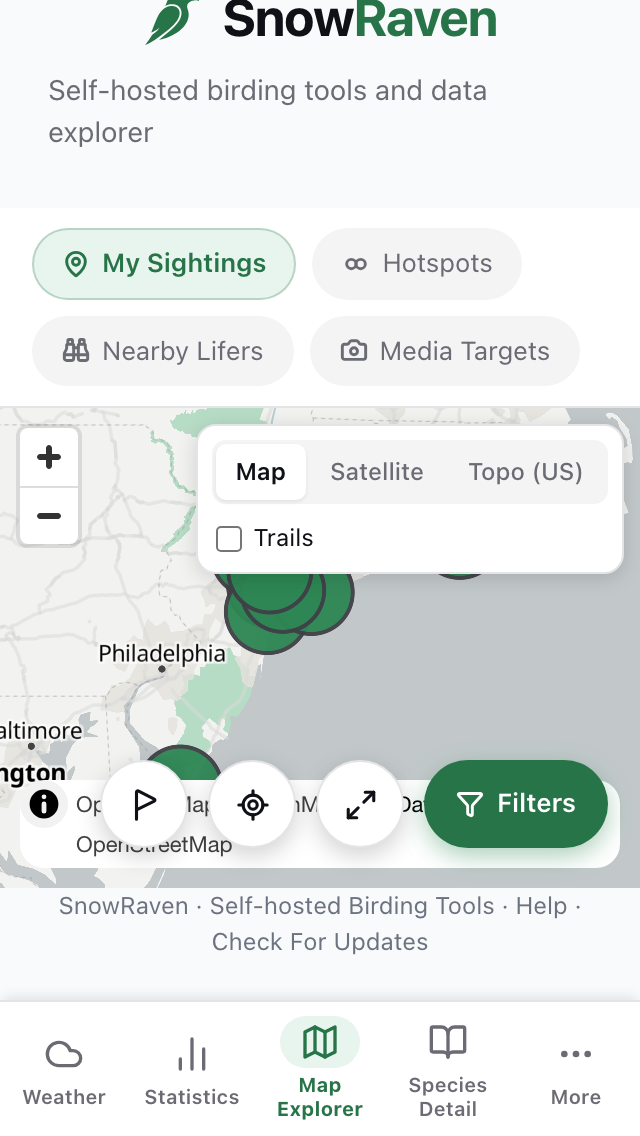 SnowRaven
Self-hosted birding tools and data
explorer
My Sightings
Hotspots
Nearby Lifers
Media Targets
+
−
Map
Satellite
Topo (US)
Trails
Philadelphia
altimore
ngton
OpenStreetMap
Filters
SnowRaven · Self-hosted Birding Tools · Help ·
Check For Updates
Weather
Statistics
Map
Explorer
Species
Detail
More